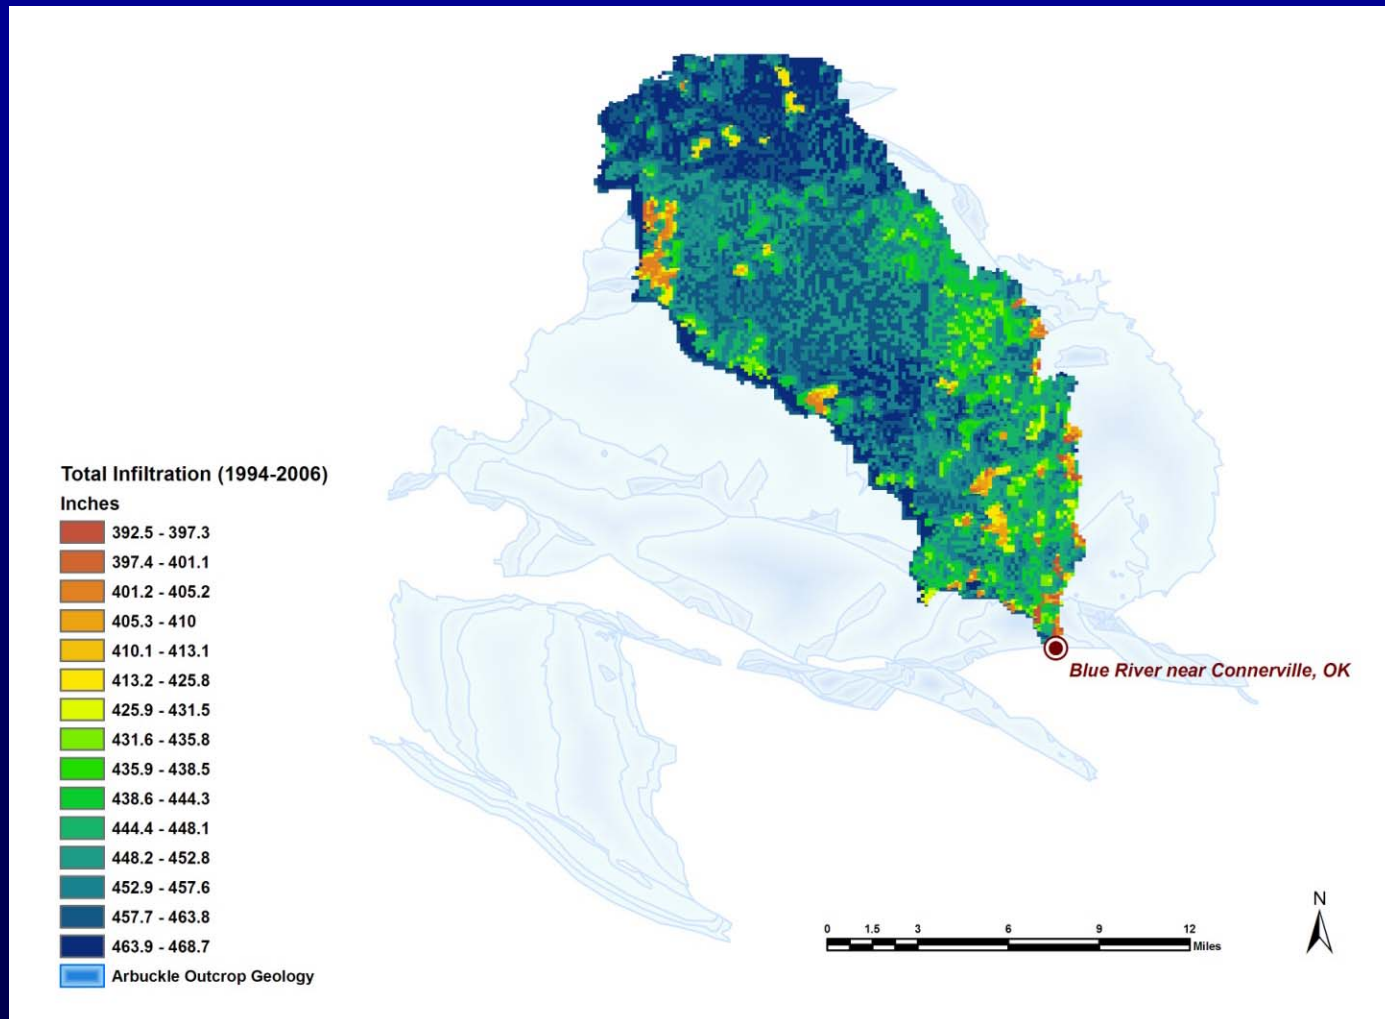 Total Infiltration (1994-2006)
Inches
392.5 - 397.3
397.4 - 401.1
401.2 - 405.2
405.3 - 410
410.1 - 413.1
413.2 - 425.8
425.9 - 431.5
431.6 - 435.8
435.9 - 438.5
438.6 - 444.3
444.4 - 448.1
448.2 - 452.8
452.9 - 457.6
457.7 - 463.8
463.9 - 468.7
Arbuckle Outcrop Geology
Blue River near Connerville, OK
0 1.5 3 6 9 12
Miles
N